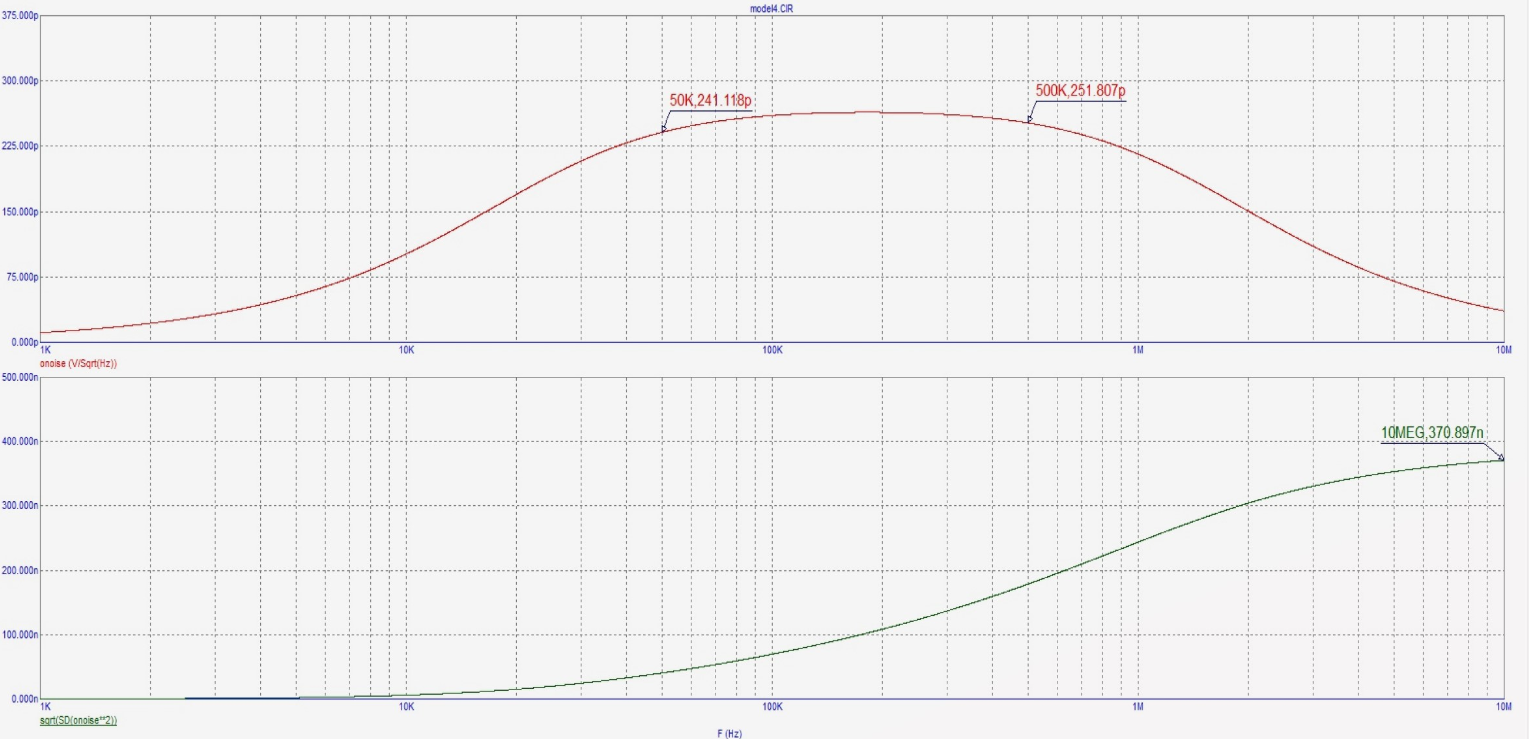 model4.CIR
375.000p
50K,241.118p
500K,251.807p
300.000p
225.000p
150.000p
75.000p
0.000p
1K 10K 100K 1M 10M
onoise (V/Sqrt(Hz))
500.000n
10MEG,370.897n
400.000n
300.000n
200.000n
100.000n
0.000n
1K 10K 100K 1M 10M
sqrt(SD(onoise**2))
F (Hz)